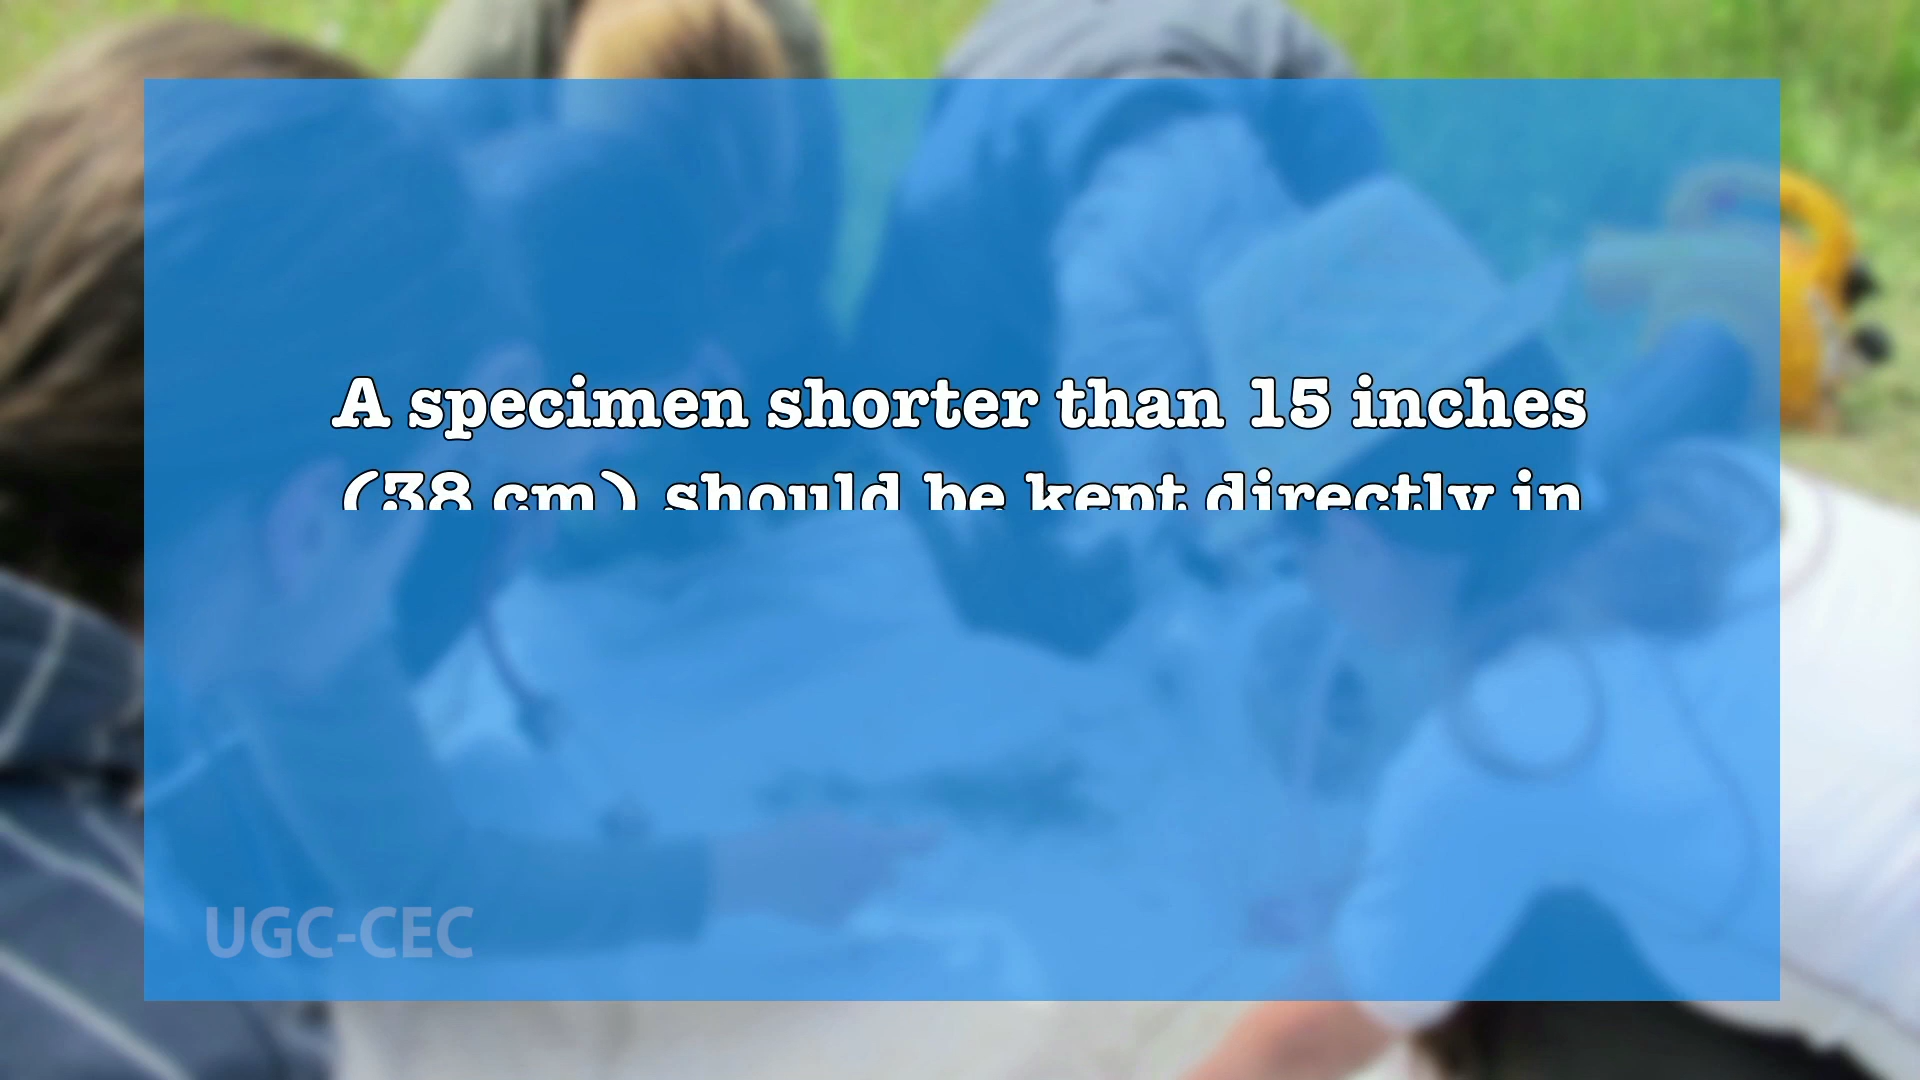 A specimen shorter than 15 inches
(38 cm) should be kept directly in
UGC-CEC